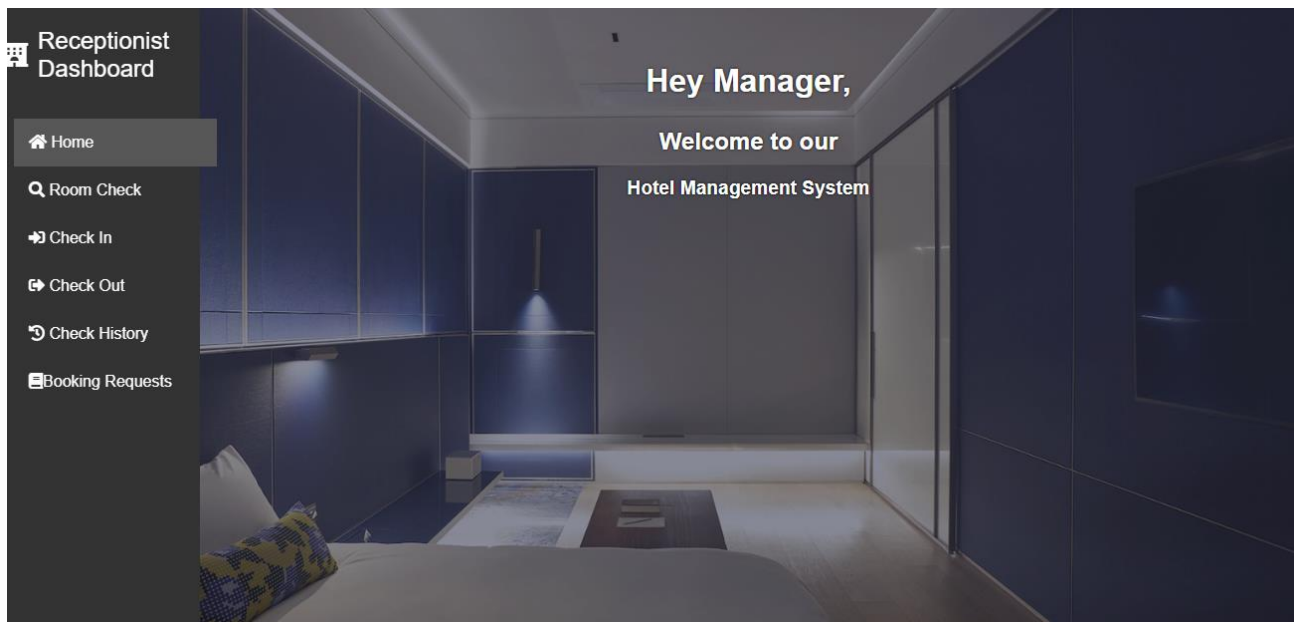 Receptionist
Dashboard
Home
Room Check
Check In
Check Out
Check History
Booking Requests
Hey Manager,
Welcome to our
Hotel Management System